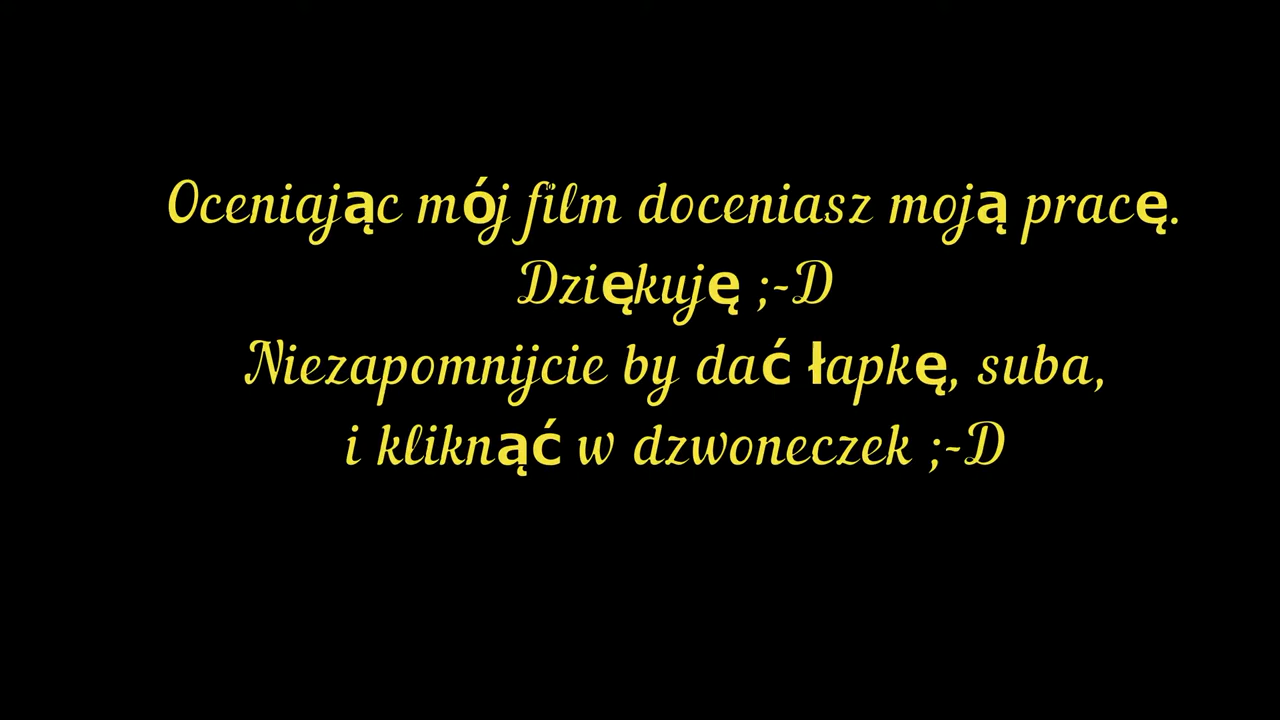 Oceniając mój film doceniasz moją pracę.
Dziękuję ;-D
Niezapomnijcie by dać łapkę, suba,
i kliknąć w dzwoneczek ;-D